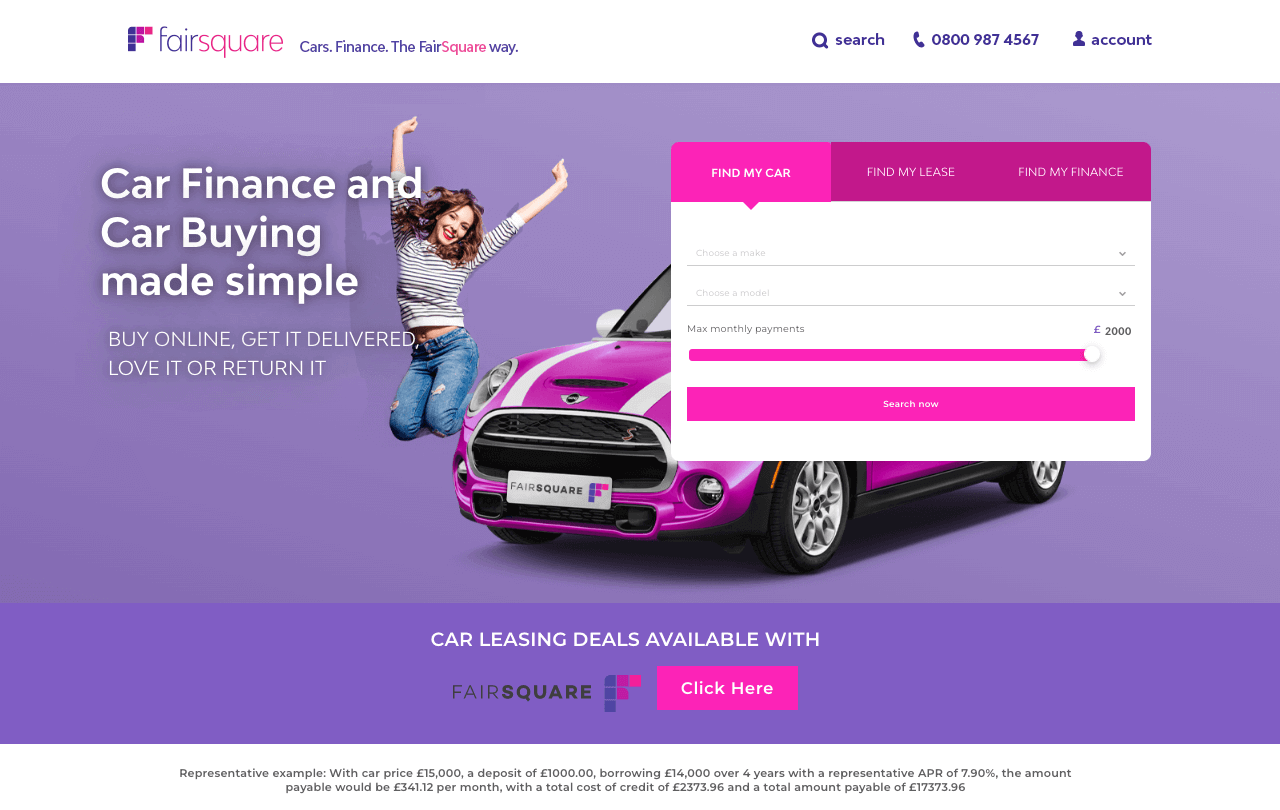 fairsquare
Cars. Finance. The FairSquare way.
search
0800 987 4567
account
Car Finance and
Car Buying
made simple
BUY ONLINE, GET IT DELIVERED,
LOVE IT OR RETURN IT
FAIRSQUARE
FIND MY CAR
FIND MY LEASE
FIND MY FINANCE
Choose a make
Choose a model
Max monthly payments
£ 2000
Search now
CAR LEASING DEALS AVAILABLE WITH
FAIRSQUARE
Click Here
Representative example: With car price £15,000, a deposit of £1000.00, borrowing £14,000 over 4 years with a representative APR of 7.90%, the amount
payable would be £341.12 per month, with a total cost of credit of £2373.96 and a total amount payable of £17373.96